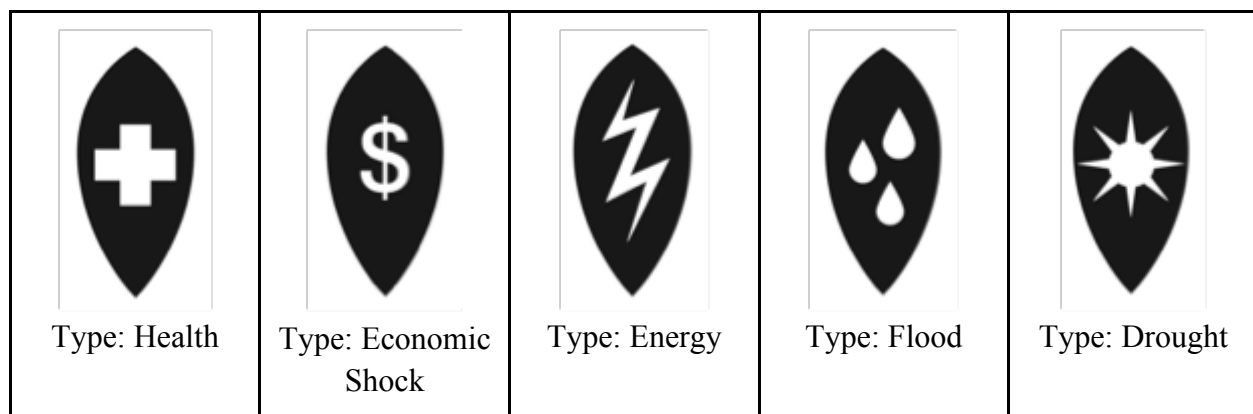 $
Type: Health
Type: Economic
Shock
Type: Energy
Type: Flood
Type: Drought